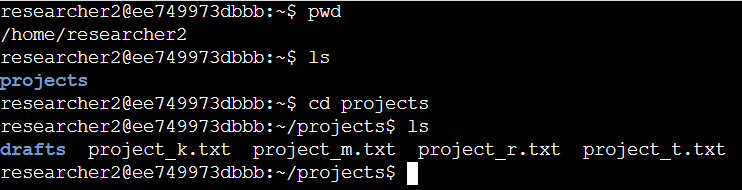 researcher2@ee749973dbbb:~$ pwd
/home/researcher2
researcher2@ee749973dbbb:~$ ls
projects
researcher2@ee749973dbbb:~$ cd projects
researcher2@ee749973dbbb:~/projects$ ls
drafts  project_k.txt  project_m.txt  project_r.txt  project_t.txt
researcher2@ee749973dbbb:~/projects$